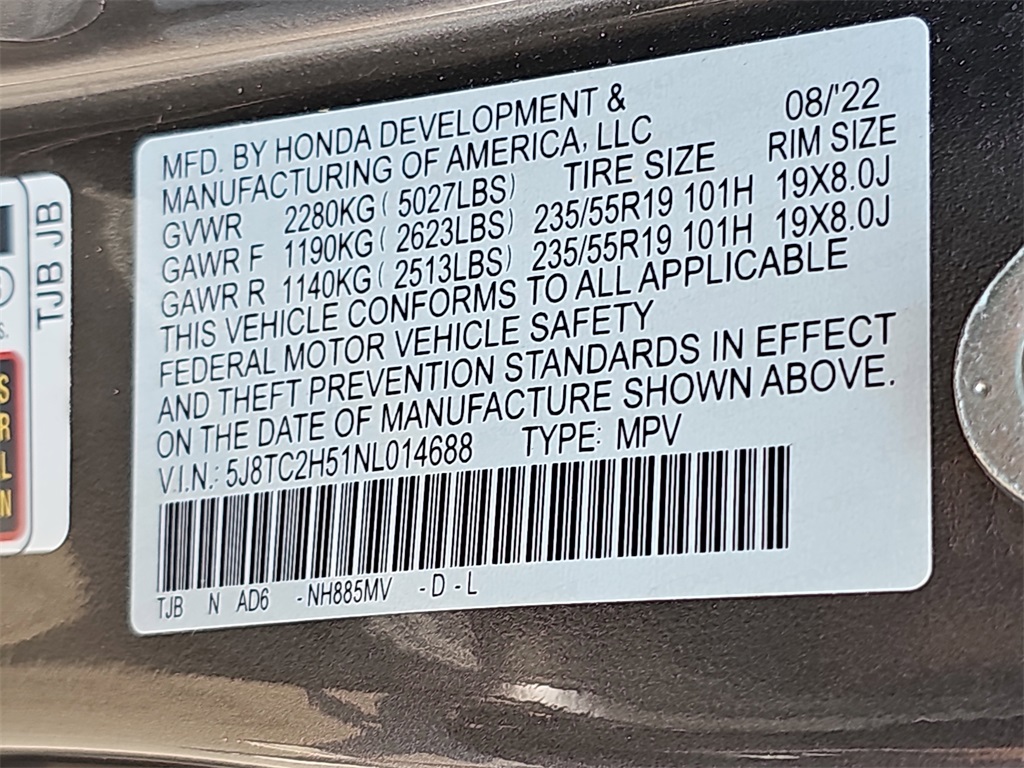 MFD. BY HONDA DEVELOPMENT & 08/'22
MANUFACTURING OF AMERICA, LLC
GVWR 2280KG ( 5027LBS) TIRE SIZE RIM SIZE
GAWR F 1190KG ( 2623LBS) 235/55R19 101H 19X8.0J
GAWR R 1140KG ( 2513LBS) 235/55R19 101H 19X8.0J
THIS VEHICLE CONFORMS TO ALL APPLICABLE
FEDERAL MOTOR VEHICLE SAFETY
AND THEFT PREVENTION STANDARDS IN EFFECT
ON THE DATE OF MANUFACTURE SHOWN ABOVE.
V.I.N.: 5J8TC2H51NL014688 TYPE: MPV
TJB N AD6 -NH885MV -D -L
TJB JB